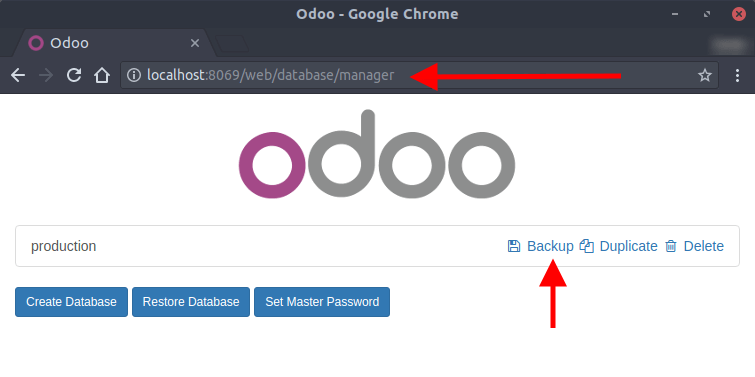 Odoo - Google Chrome
Odoo
localhost:8069/web/database/manager
odoo
production Backup Duplicate Delete
Create Database Restore Database Set Master Password